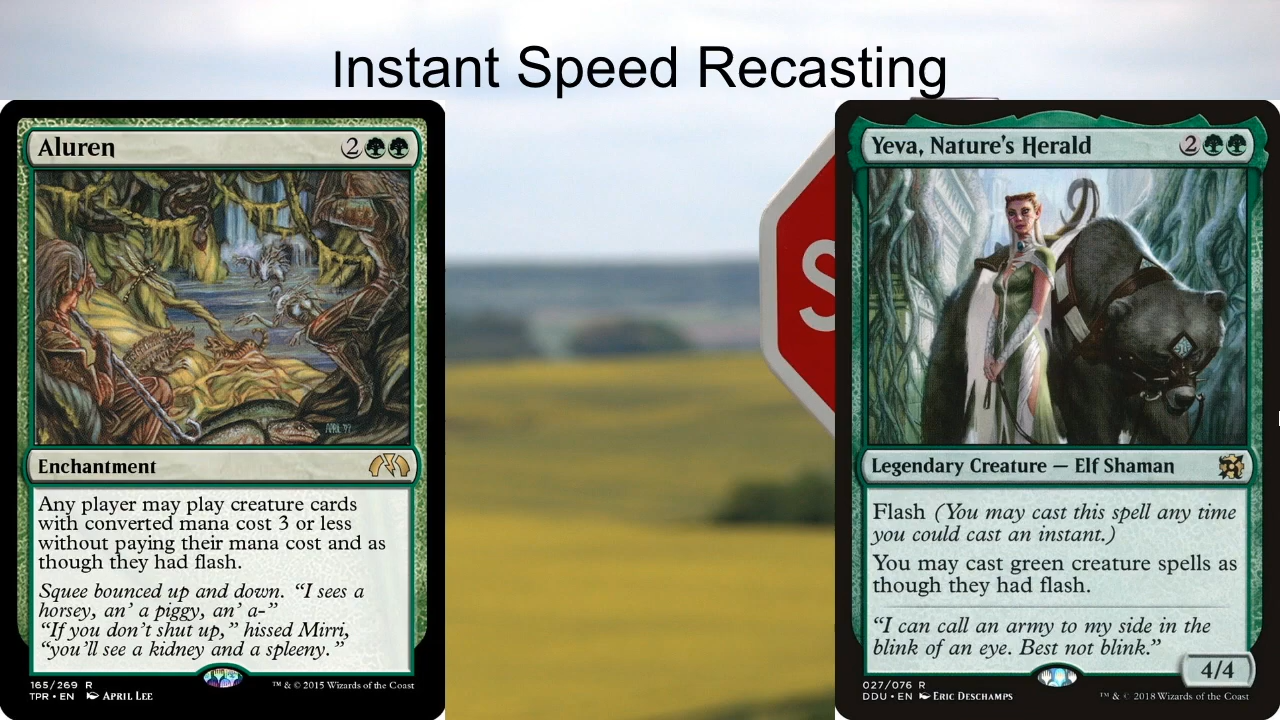 Instant Speed Recasting
Aluren 2
Enchantment
Any player may play creature cards
with converted mana cost 3 or less
without paying their mana cost and as
though they had flash.
Squee bounced up and down. “I sees a
horsey, an’ a piggy, an’ a-”
“If you don’t shut up,” hissed Mirri,
“you’ll see a kidney and a spleeny.”
165/269 R
TPR • EN APRIL LEE
™ & © 2015 Wizards of the Coast
S
Yeva, Nature’s Herald 2
Legendary Creature — Elf Shaman
Flash (You may cast this spell any time
you could cast an instant.)
You may cast green creature spells as
though they had flash.
“I can call an army to my side in the
blink of an eye. Best not blink.”
4/4
027/076 R
DDU • EN ERIC DESCHAMPS
™ & © 2018 Wizards of the Coast